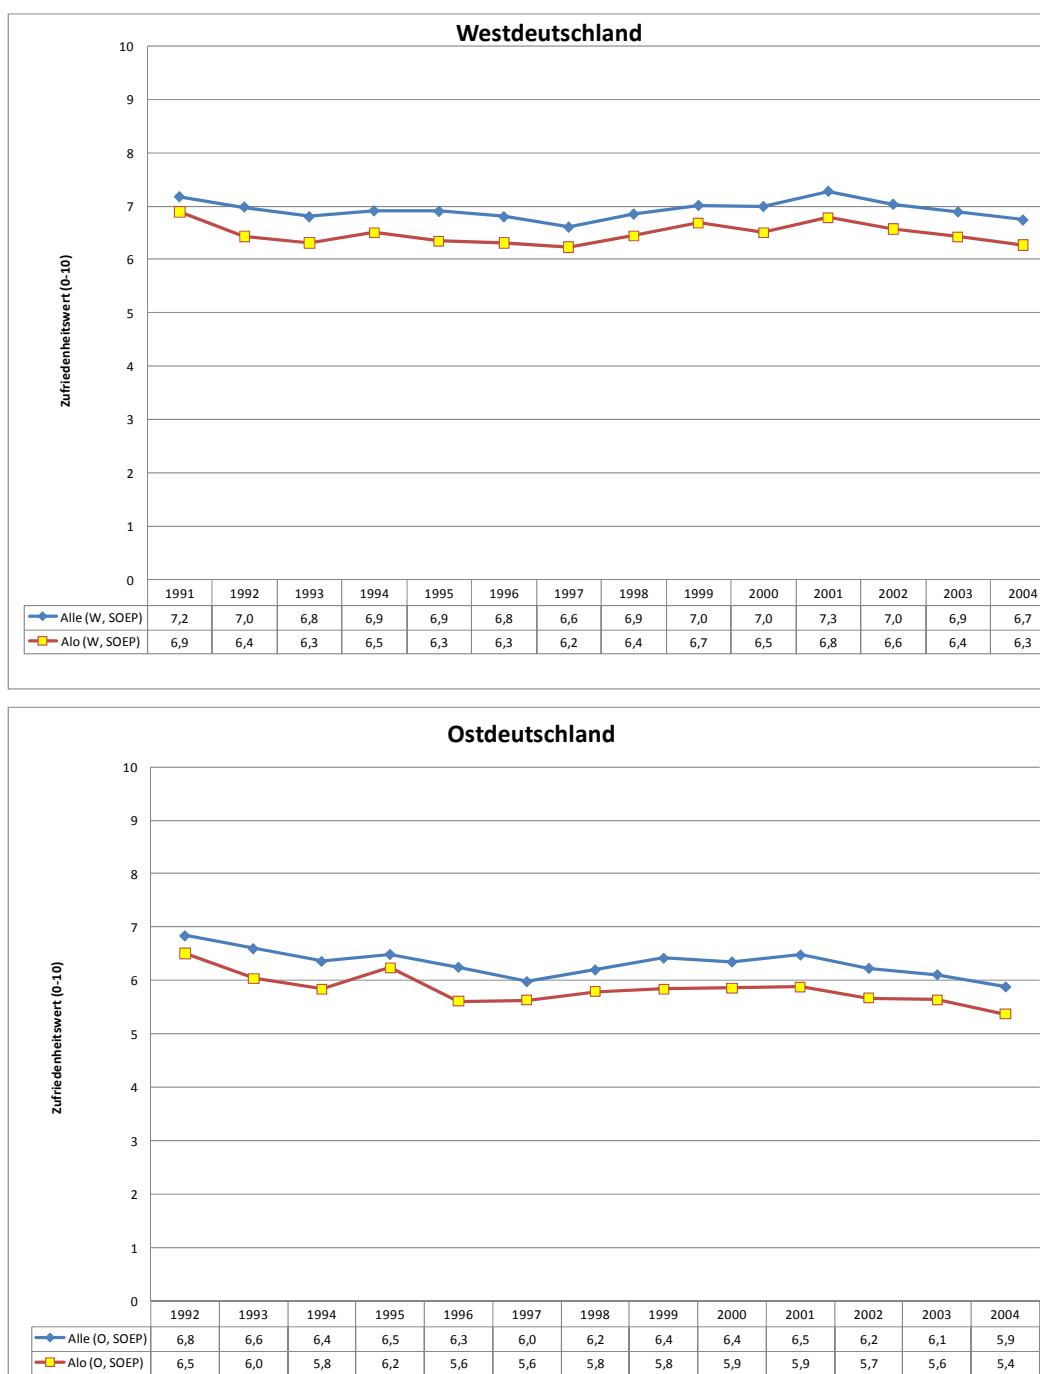 Westdeutschland
10
9
8
7
6
5
4
3
2
1
0
Zufriedenheitswert (0-10)
1991 1992 1993 1994 1995 1996 1997 1998 1999 2000 2001 2002 2003 2004
Alle (W, SOEP) 7,2 7,0 6,8 6,9 6,9 6,8 6,6 6,9 7,0 7,0 7,3 7,0 6,9 6,7
Alo (W, SOEP) 6,9 6,4 6,3 6,5 6,3 6,3 6,2 6,4 6,7 6,5 6,8 6,6 6,4 6,3
Ostdeutschland
10
9
8
7
6
5
4
3
2
1
0
Zufriedenheitswert (0-10)
1992 1993 1994 1995 1996 1997 1998 1999 2000 2001 2002 2003 2004
Alle (O, SOEP) 6,8 6,6 6,4 6,5 6,3 6,0 6,2 6,4 6,4 6,5 6,2 6,1 5,9
Alo (O, SOEP) 6,5 6,0 5,8 6,2 5,6 5,6 5,8 5,8 5,9 5,9 5,7 5,6 5,4